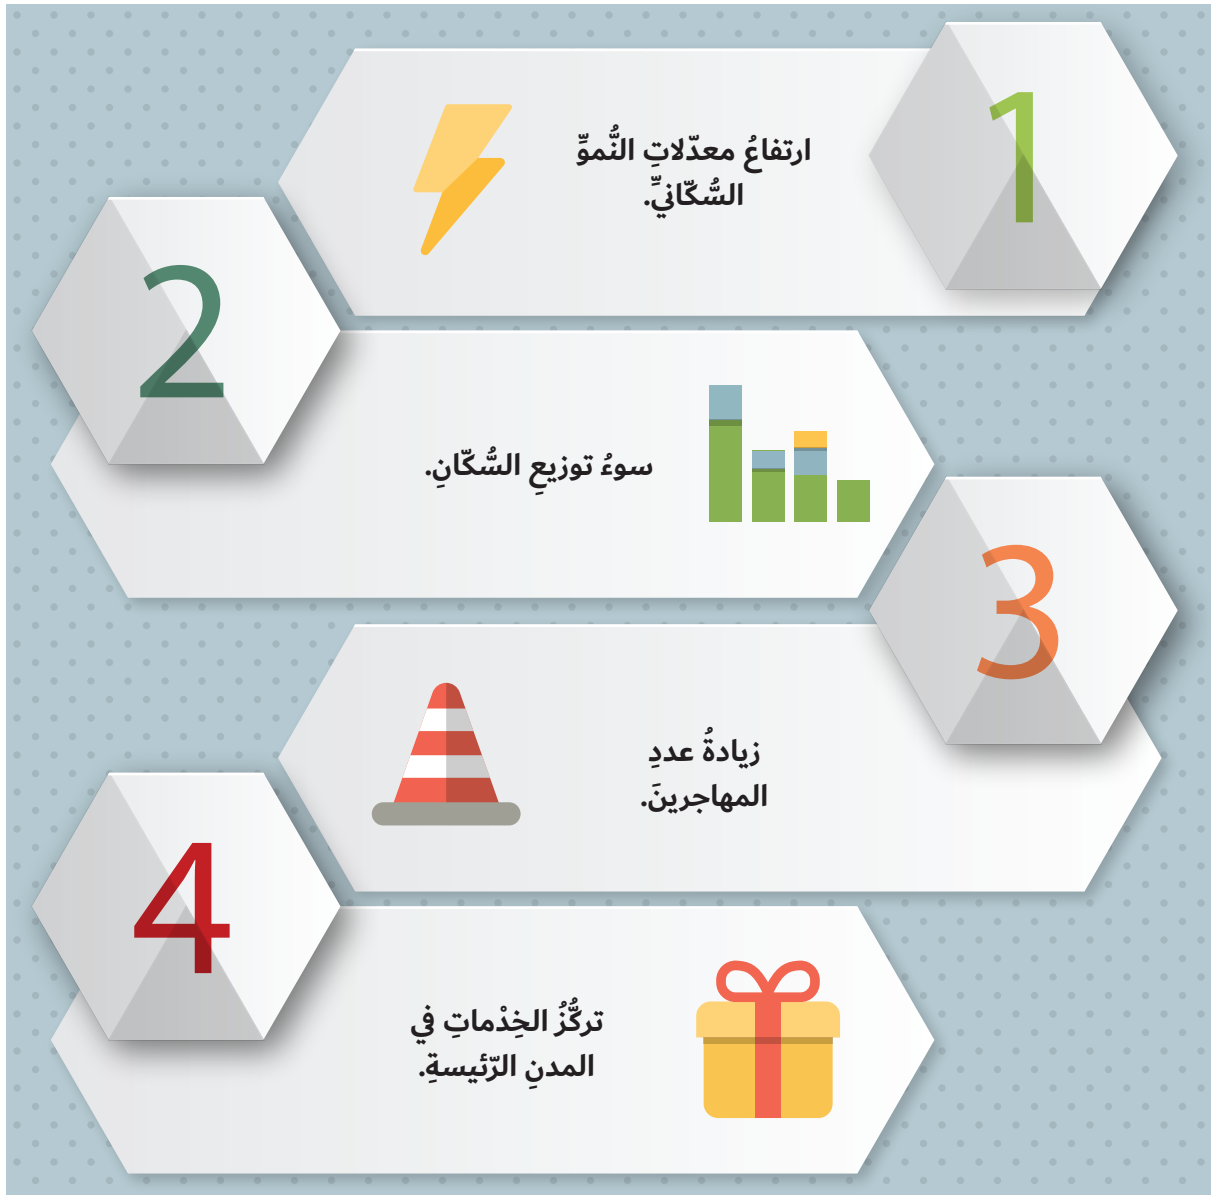 1
ارتفاعُ معدّلاتِ النُّموِّ
السُّكّانيِّ.
2
سوءُ توزيعِ السُّكّانِ.
3
زيادةُ عددِ
المهاجرينَ.
4
تركُّزُ الخِدْماتِ في
المدنِ الرّئيسةِ.